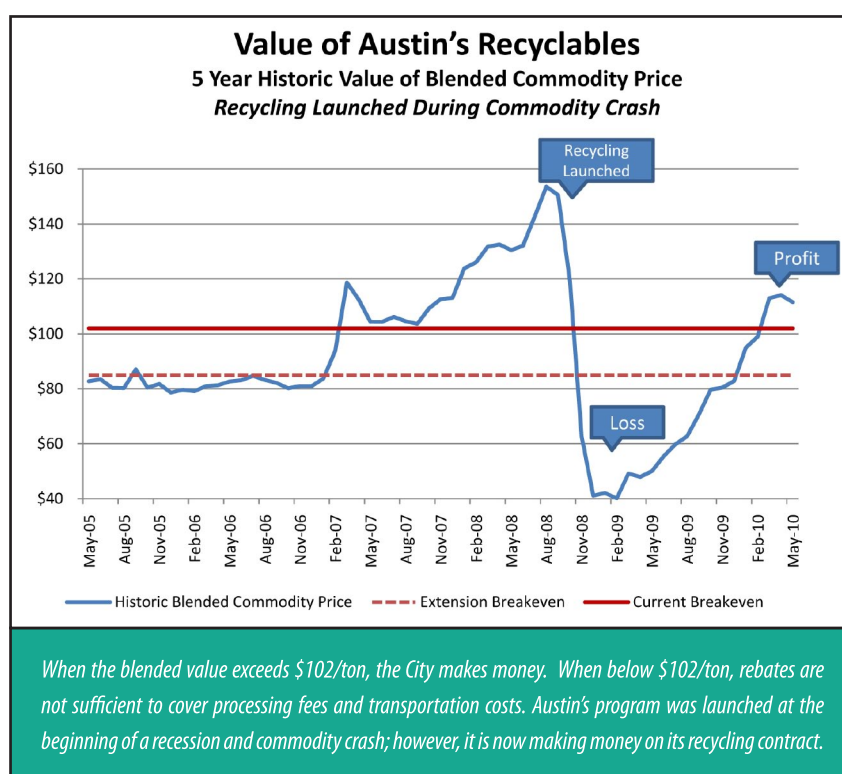 Value of Austin's Recyclables
5 Year Historic Value of Blended Commodity Price
Recycling Launched During Commodity Crash
Recycling
Launched
$160
$140
$120
$100
$80
$60
$40
Profit
Loss
May-05
Aug-05
Nov-05
Feb-06
May-06
Aug-06
Nov-06
Feb-07
May-07
Aug-07
Nov-07
Feb-08
May-08
Aug-08
Nov-08
Feb-09
May-09
Aug-09
Nov-09
Feb-10
May-10
Historic Blended Commodity Price
Extension Breakeven
Current Breakeven
When the blended value exceeds $102/ton, the City makes money. When below $102/ton, rebates are
not sufficient to cover processing fees and transportation costs. Austin's program was launched at the
beginning of a recession and commodity crash; however, it is now making money on its recycling contract.